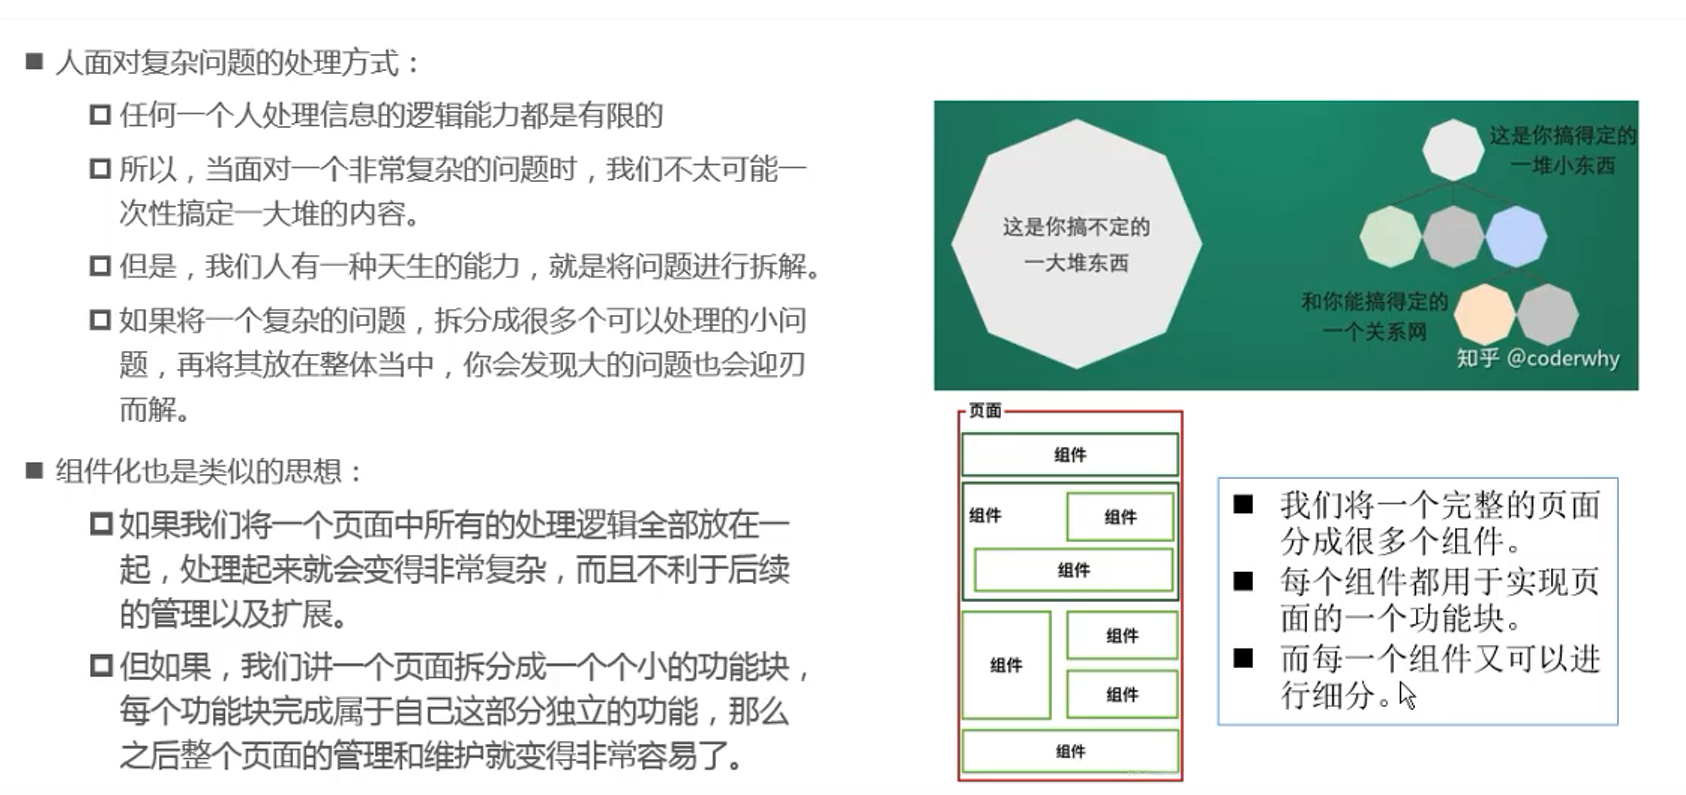 人面对复杂问题的处理方式：
任何一个人处理信息的逻辑能力都是有限的
所以，当面对一个非常复杂的问题时，我们不太可能一
次性搞定一大堆的内容。
但是，我们人有一种天生的能力，就是将问题进行拆解。
如果将一个复杂的问题，拆分成很多个可以处理的小问
题，再将其放在整体当中，你会发现大的问题也会迎刃
而解。
组件化也是类似的思想：
如果我们将一个页面中所有的处理逻辑全部放在一
起，处理起来就会变得非常复杂，而且不利于后续
的管理以及扩展。
但如果，我们讲一个页面拆分成一个个小的功能块，
每个功能块完成属于自己这部分独立的功能，那么
之后整个页面的管理和维护就变得非常容易了。
这是你搞不定的
一大堆东西
这是你搞得定的
一堆小东西
和你能搞得定的
一个关系网
知乎 @coderwhy
页面
组件
组件
组件
组件
组件
组件
组件
组件
我们将一个完整的页面
分成很多个组件。
每个组件都用于实现页
面的一个功能块。
而每一个组件又可以进
行细分。